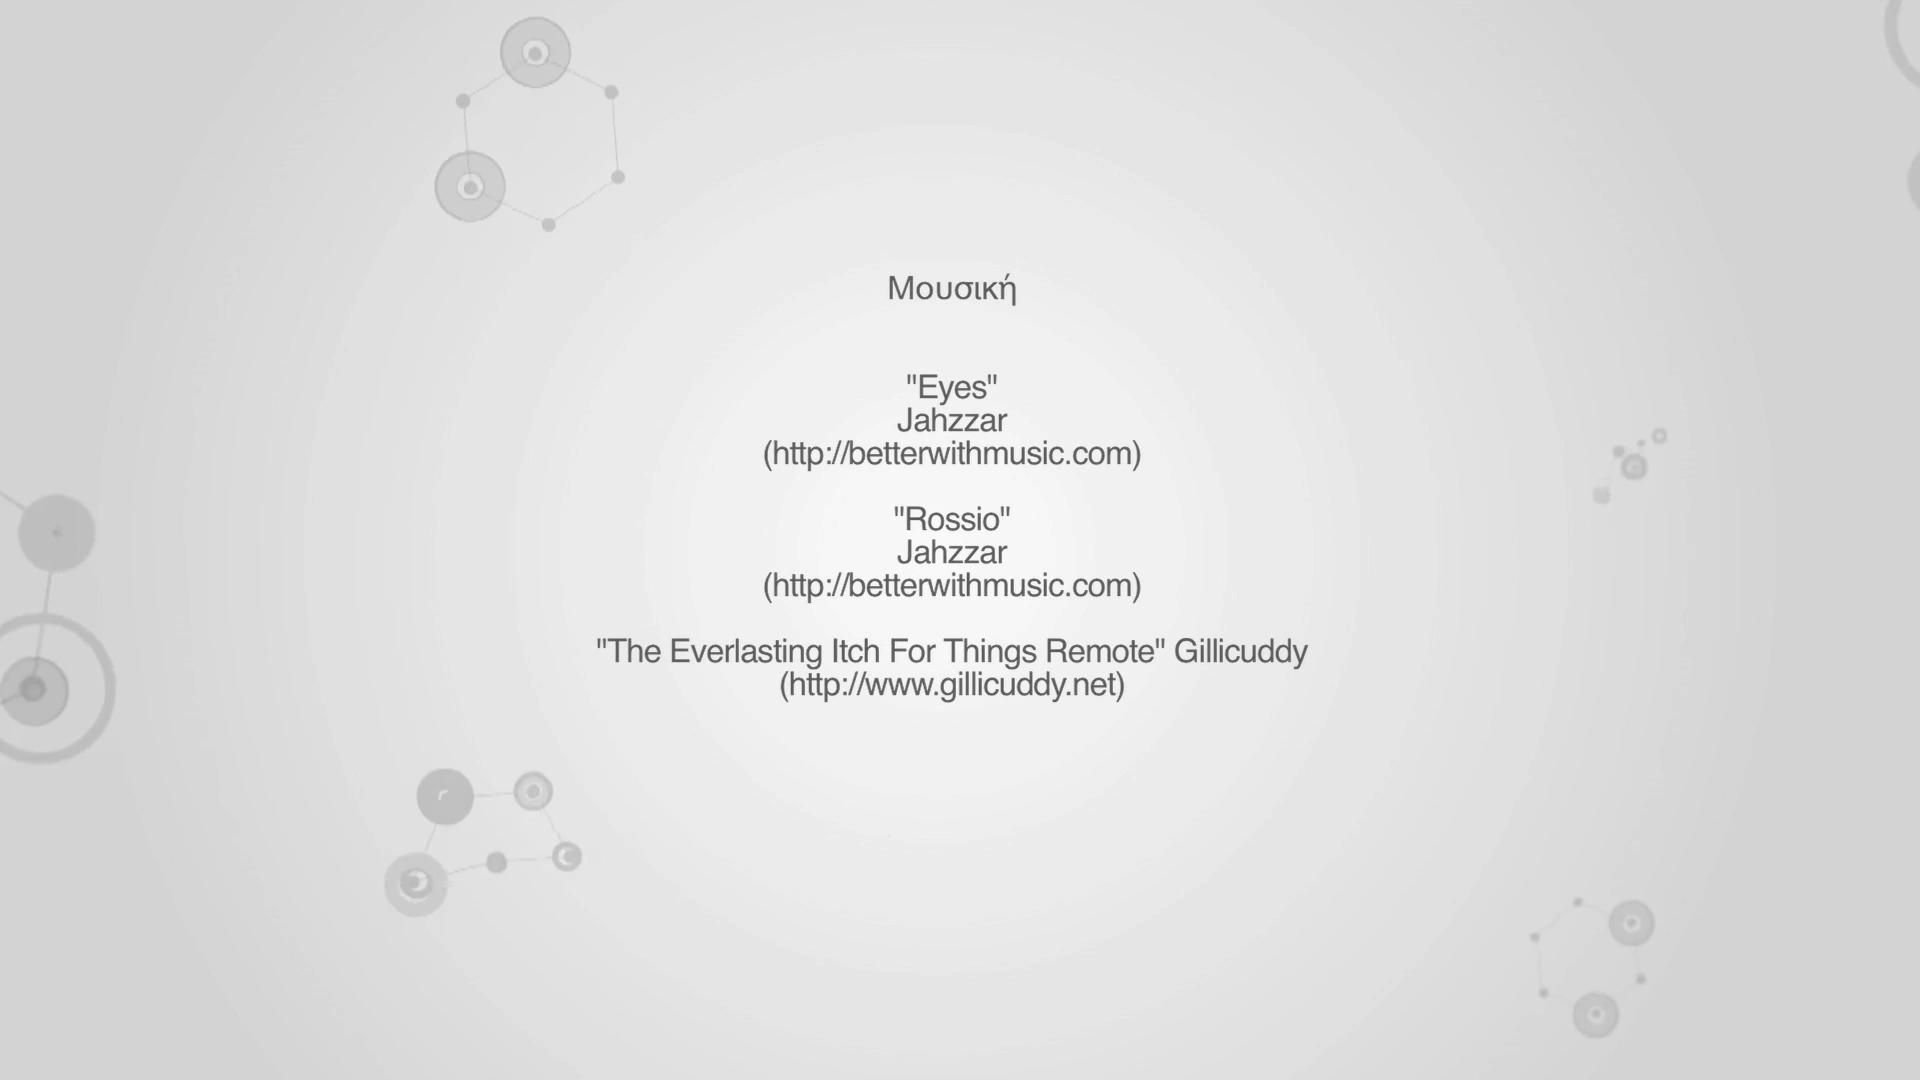 Μουσική
"Eyes"
Jahzzar
(http://betterwithmusic.com)
"Rossio"
Jahzzar
(http://betterwithmusic.com)
"The Everlasting Itch For Things Remote" Gillicuddy
(http://www.gillicuddy.net)